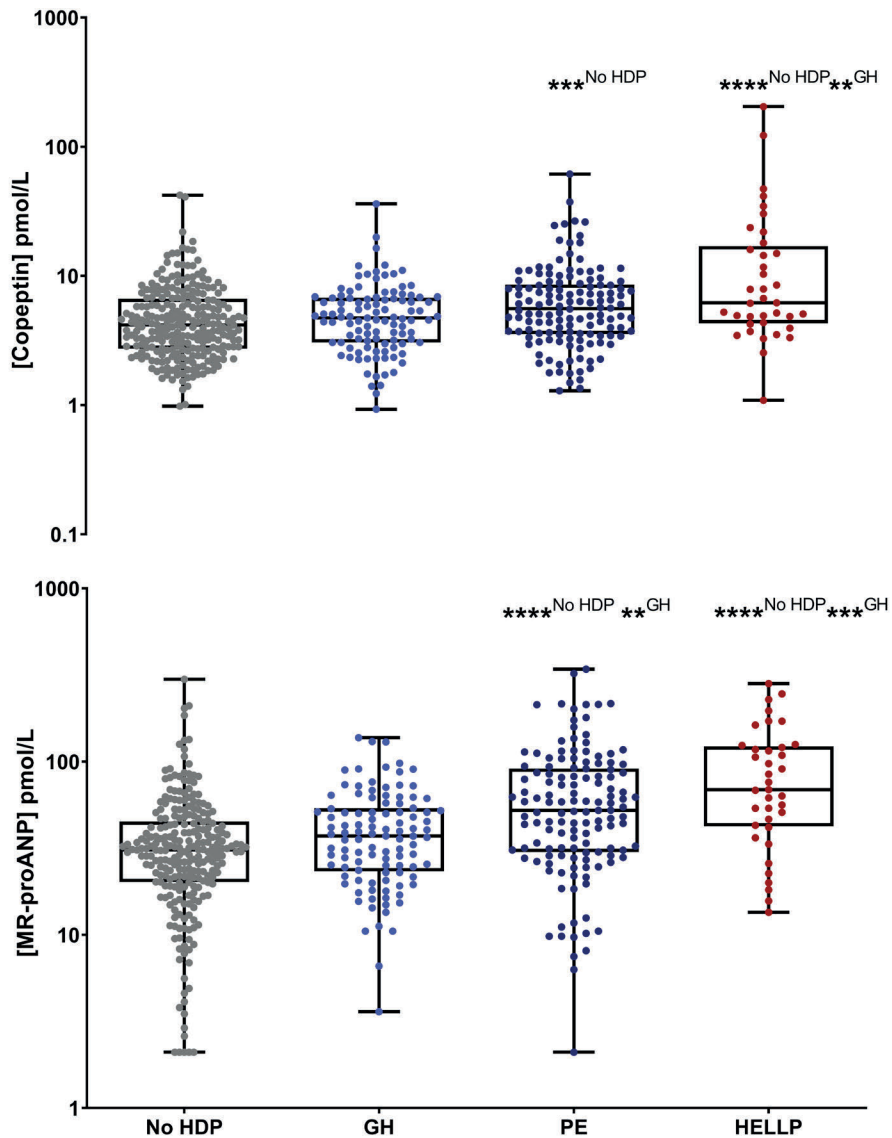 1000
***No HDP
****No HDP**GH
100
10
1
0.1
[Copeptin] pmol/L
1000
****No HDP **GH
****No HDP***GH
100
10
1
[MR-proANP] pmol/L
No HDP
GH
PE
HELLP